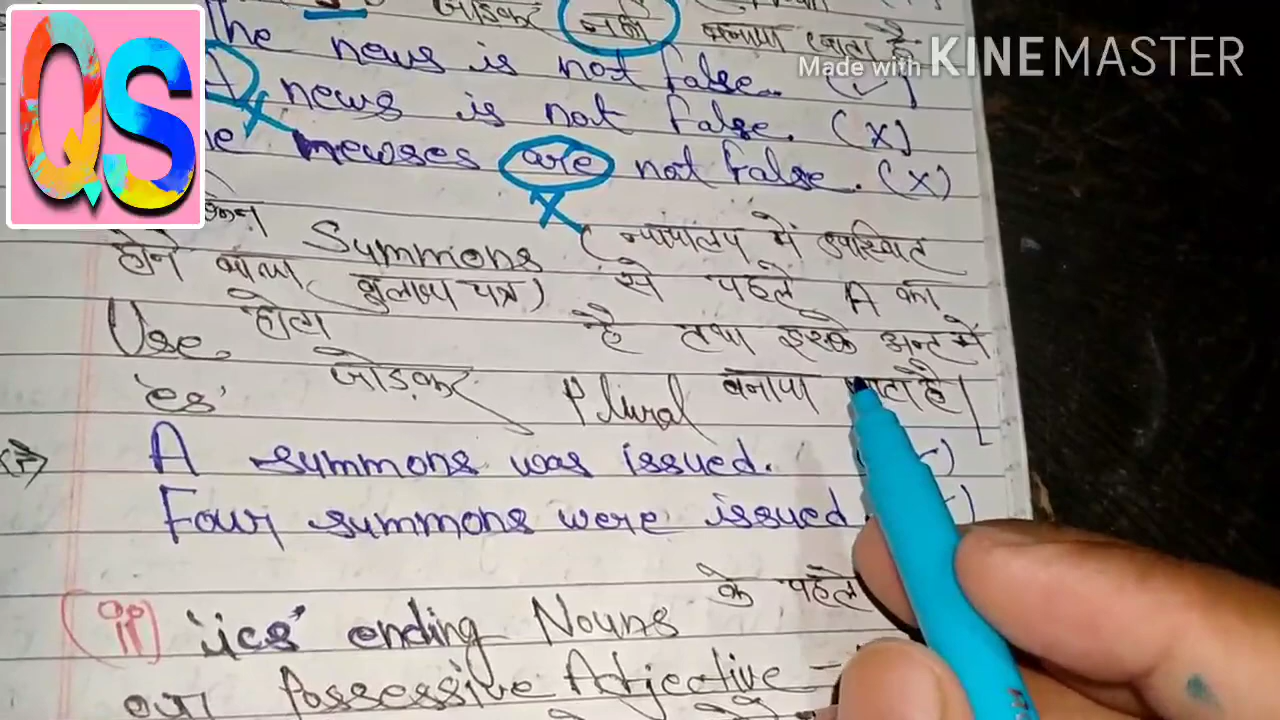 जोड़कर नहीं बनाया जाता है
The news is not false. (✓)
A news is not false. (X)
newses are not false. (X)
Summons (न्यायालय में उपस्थित
होने वाला बुलावा पत्र) से पहले A का
Use होता है तथा इसके अन्त में
'es' जोड़कर Plural बनाया जाता है।
A summons was issued.
Four summons were issued
(ii) 'ics' ending Nouns के पहले
Possessive Adjective
QS
Made with KINEMASTER